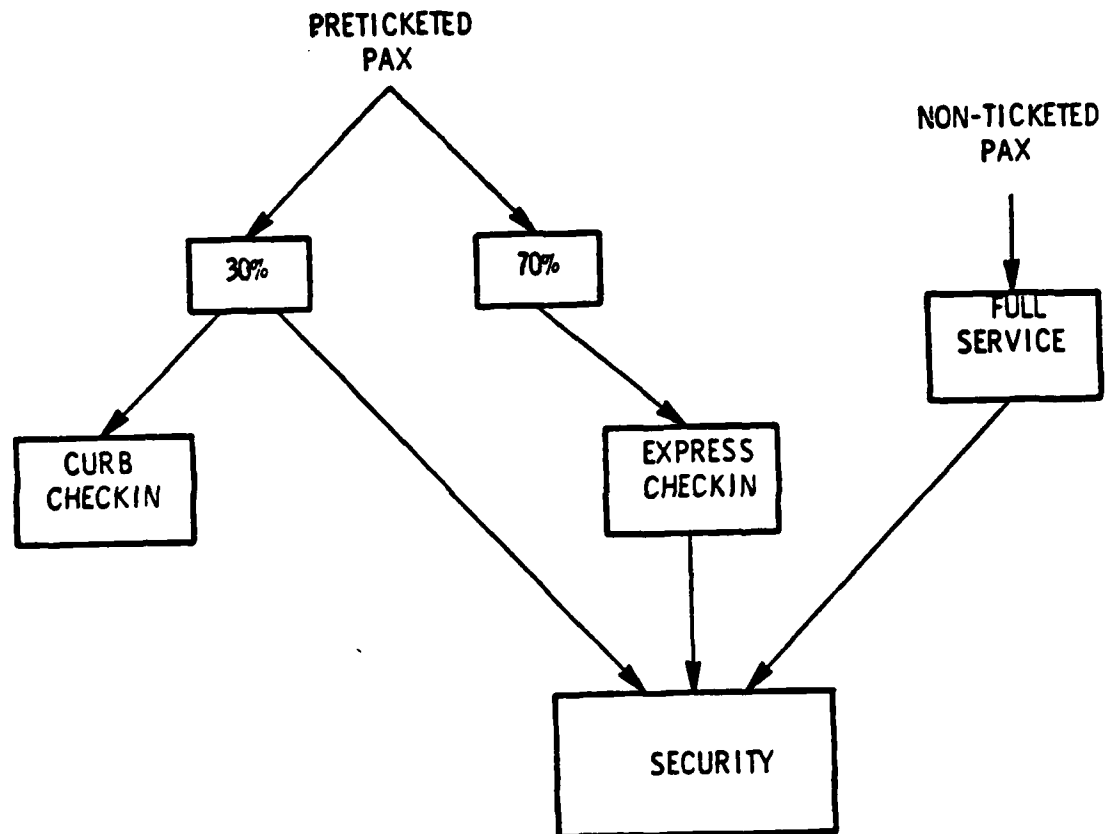 PRETICKETED
PAX
NON-TICKETED
PAX
30%
70%
FULL
SERVICE
CURB
CHECKIN
EXPRESS
CHECKIN
SECURITY